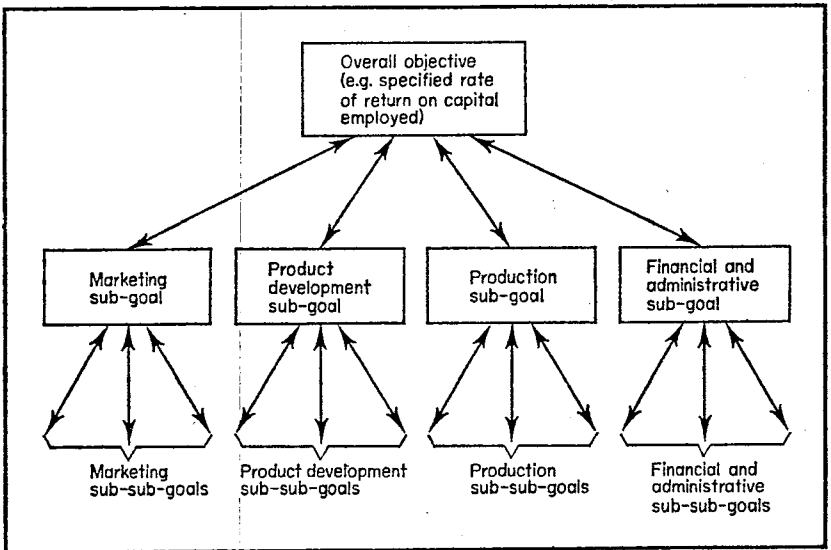 Overall objective
(e.g. specified rate
of return on capital
employed)
Marketing
sub-goal
Product
development
sub-goal
Production
sub-goal
Financial and
administrative
sub-goal
Marketing
sub-sub-goals
Product development
sub-sub-goals
Production
sub-sub-goals
Financial and
administrative
sub-sub-goals